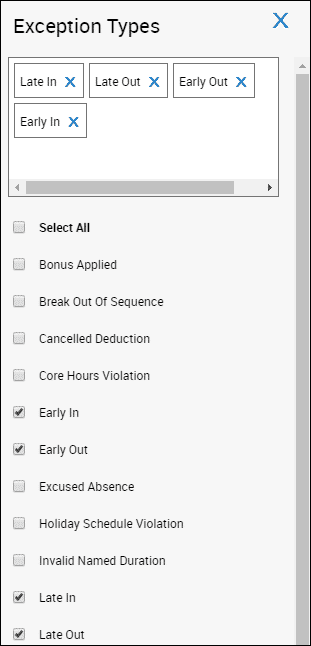 Exception Types X
Late In X Late Out X Early Out X
Early In X
Select All
Bonus Applied
Break Out Of Sequence
Cancelled Deduction
Core Hours Violation
Early In
Early Out
Excused Absence
Holiday Schedule Violation
Invalid Named Duration
Late In
Late Out